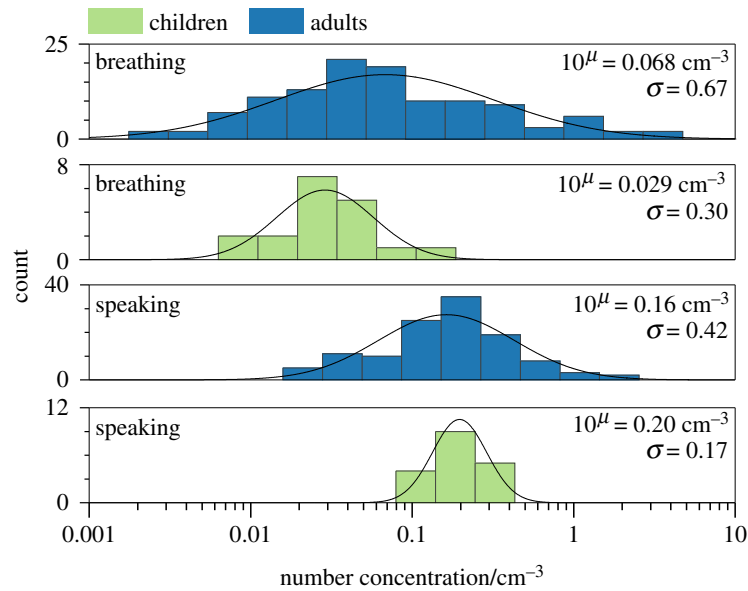 children adults
25
breathing
10^μ = 0.068 cm⁻³
σ = 0.67
0
8
breathing
10^μ = 0.029 cm⁻³
σ = 0.30
0
count
40
speaking
10^μ = 0.16 cm⁻³
σ = 0.42
0
12
speaking
10^μ = 0.20 cm⁻³
σ = 0.17
0
0.001 0.01 0.1 1 10
number concentration/cm⁻³